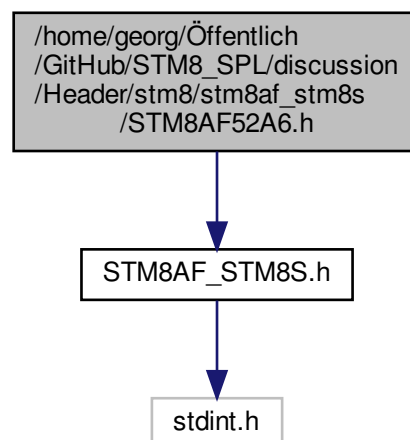 /home/georg/Öffentlich
/GitHub/STM8_SPL/discussion
/Header/stm8/stm8af_stm8s
/STM8AF52A6.h
STM8AF_STM8S.h
stdint.h